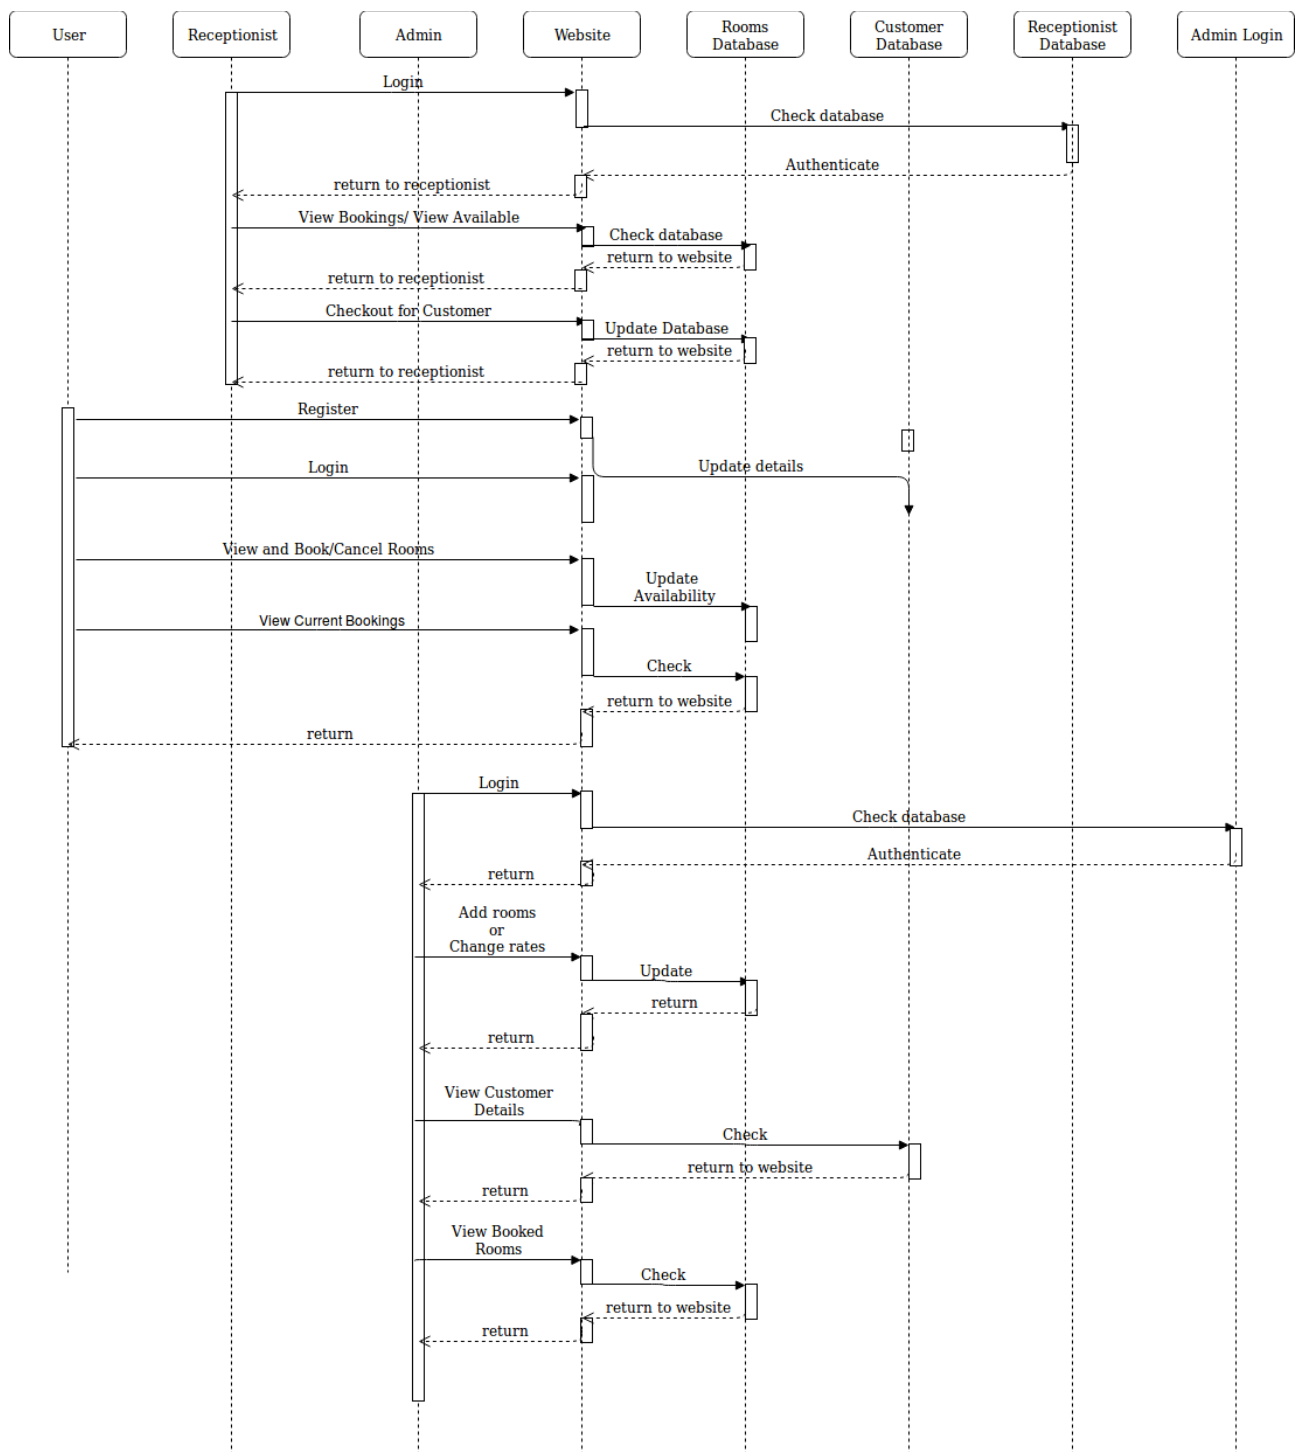 User
Receptionist
Admin
Website
Rooms
Database
Customer
Database
Receptionist
Database
Admin Login
Login
Check database
Authenticate
return to receptionist
View Bookings/ View Available
Check database
return to website
return to receptionist
Checkout for Customer
Update Database
return to website
return to receptionist
Register
Update details
Login
View and Book/Cancel Rooms
Update
Availability
View Current Bookings
Check
return to website
return
Login
Check database
Authenticate
return
Add rooms
or
Change rates
Update
return
return
View Customer
Details
Check
return to website
return
View Booked
Rooms
Check
return to website
return